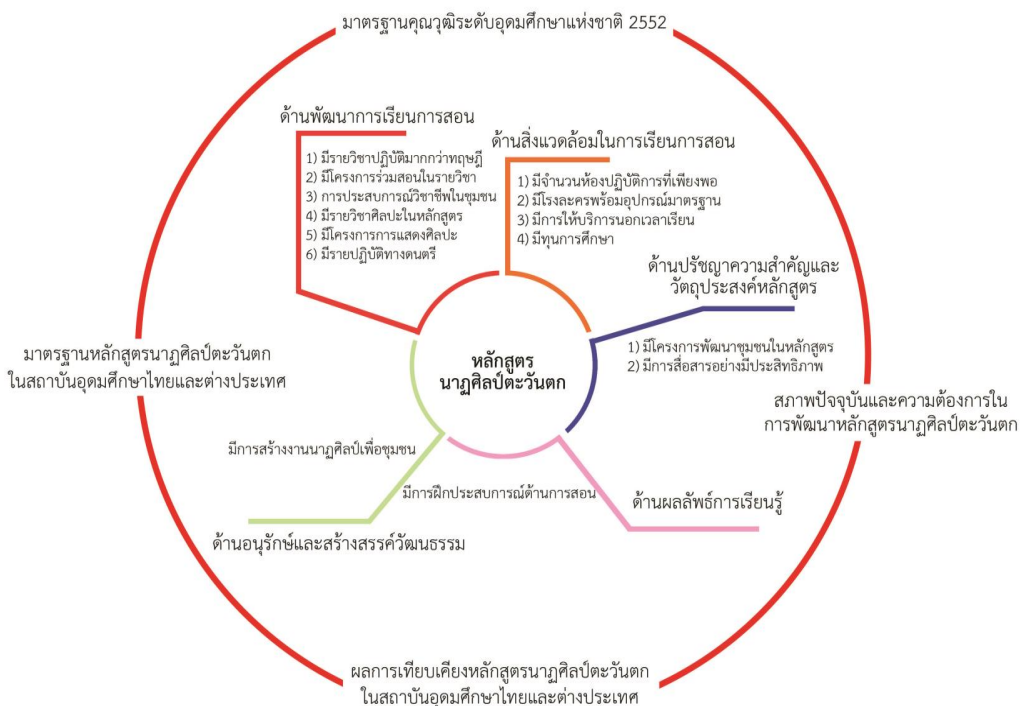 มาตรฐานคุณวุฒิระดับอุดมศึกษาแห่งชาติ 2552
ด้านพัฒนาการเรียนการสอน
1) มีรายวิชาปฏิบัติมากกว่าทฤษฎี
2) มีโครงการร่วมสอนในรายวิชา
3) การประสบการณ์วิชาชีพในชุมชน
4) มีรายวิชาศิลปะในหลักสูตร
5) มีโครงการการแสดงศิลปะ
6) มีรายปฏิบัติทางดนตรี
ด้านสิ่งแวดล้อมในการเรียนการสอน
1) มีจำนวนห้องปฏิบัติการที่เพียงพอ
2) มีโรงละครพร้อมอุปกรณ์มาตรฐาน
3) มีการให้บริการนอกเวลาเรียน
4) มีทุนการศึกษา
ด้านปรัชญาความสำคัญและ
วัตถุประสงค์หลักสูตร
1) มีโครงการพัฒนาชุมชนในหลักสูตร
2) มีการสื่อสารอย่างมีประสิทธิภาพ
หลักสูตร
นาฏศิลป์ตะวันตก
มาตรฐานหลักสูตรนาฏศิลป์ตะวันตก
ในสถาบันอุดมศึกษาไทยและต่างประเทศ
สภาพปัจจุบันและความต้องการใน
การพัฒนาหลักสูตรนาฏศิลป์ตะวันตก
มีการสร้างงานนาฏศิลป์เพื่อชุมชน
มีการฝึกประสบการณ์ด้านการสอน
ด้านผลลัพธ์การเรียนรู้
ด้านอนุรักษ์และสร้างสรรค์วัฒนธรรม
ผลการเทียบเคียงหลักสูตรนาฏศิลป์ตะวันตก
ในสถาบันอุดมศึกษาไทยและต่างประเทศ